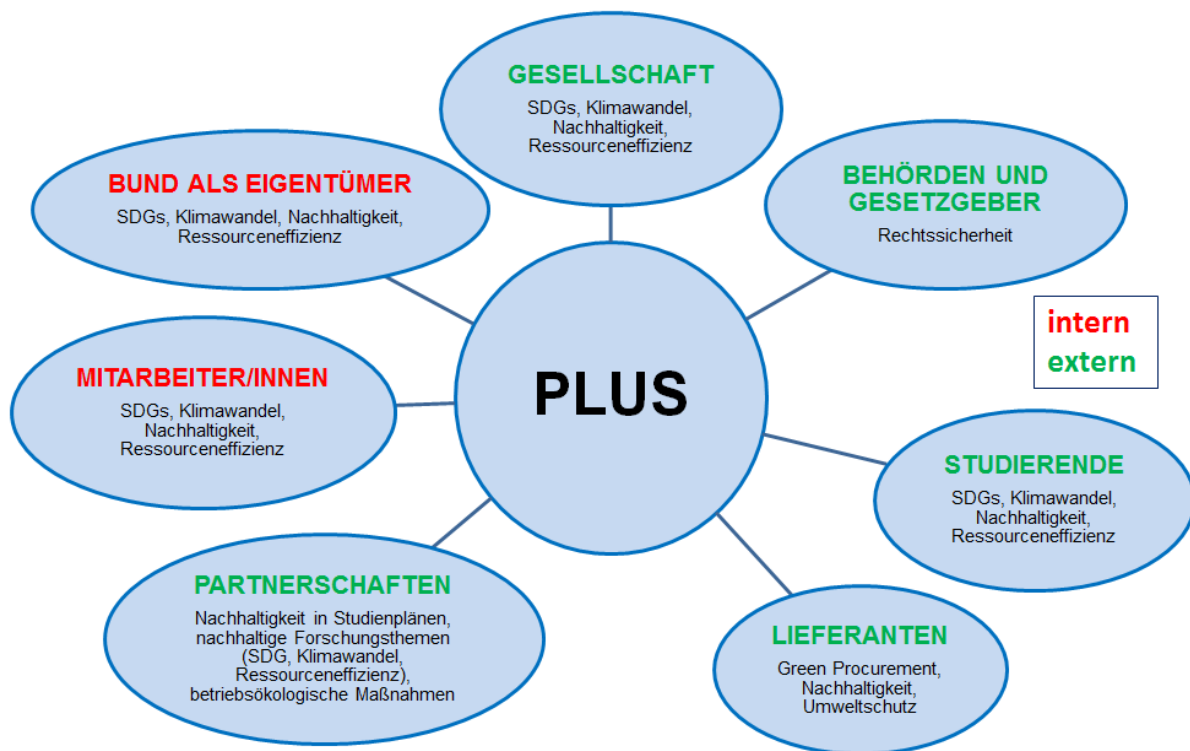 GESELLSCHAFT
SDGs, Klimawandel,
Nachhaltigkeit,
Ressourceneffizienz
BUND ALS EIGENTÜMER
SDGs, Klimawandel, Nachhaltigkeit,
Ressourceneffizienz
BEHÖRDEN UND
GESETZGEBER
Rechtssicherheit
intern
extern
MITARBEITER/INNEN
SDGs, Klimawandel,
Nachhaltigkeit,
Ressourceneffizienz
PLUS
STUDIERENDE
SDGs, Klimawandel,
Nachhaltigkeit,
Ressourceneffizienz
PARTNERSCHAFTEN
Nachhaltigkeit in Studienplänen,
nachhaltige Forschungsthemen
(SDG, Klimawandel,
Ressourceneffizienz),
betriebsökologische Maßnahmen
LIEFERANTEN
Green Procurement,
Nachhaltigkeit,
Umweltschutz